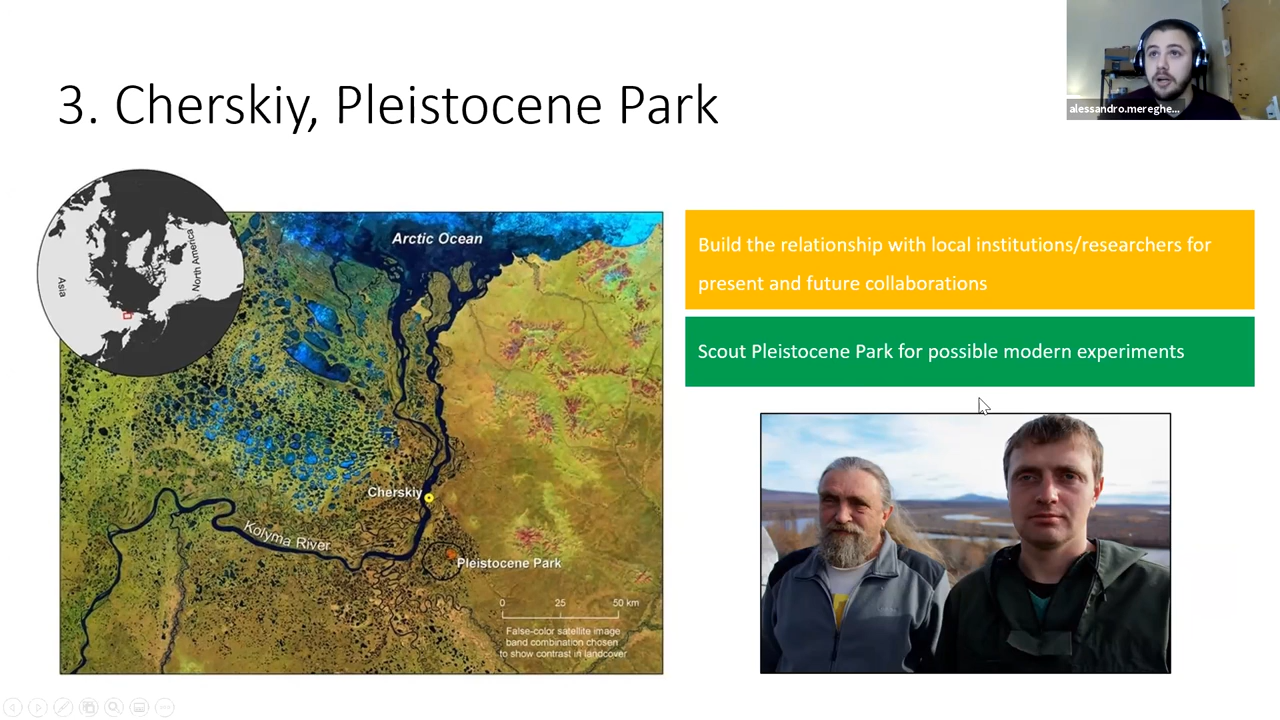 alessandro.mereghe...
3. Cherskiy, Pleistocene Park
Asia
North America
Arctic Ocean
Cherskiy
Kolyma River
Pleistocene Park
0 25 50 km
False-color satellite image
band combination chosen
to show contrast in landcover
Build the relationship with local institutions/researchers for
present and future collaborations
Scout Pleistocene Park for possible modern experiments